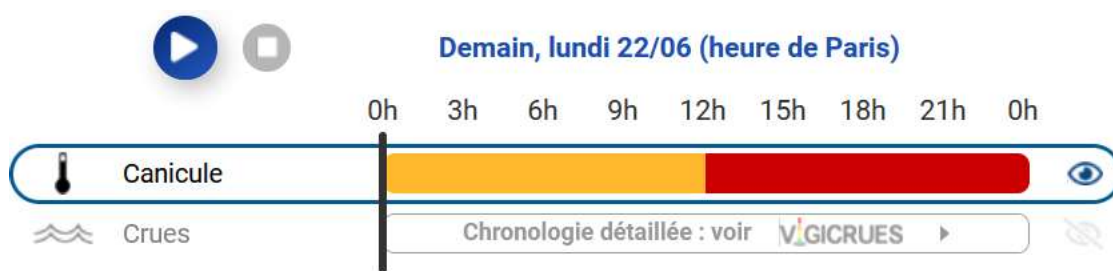 Demain, lundi 22/06 (heure de Paris)
0h 3h 6h 9h 12h 15h 18h 21h 0h
Canicule
Crues Chronologie détaillée : voir VIGICRUES